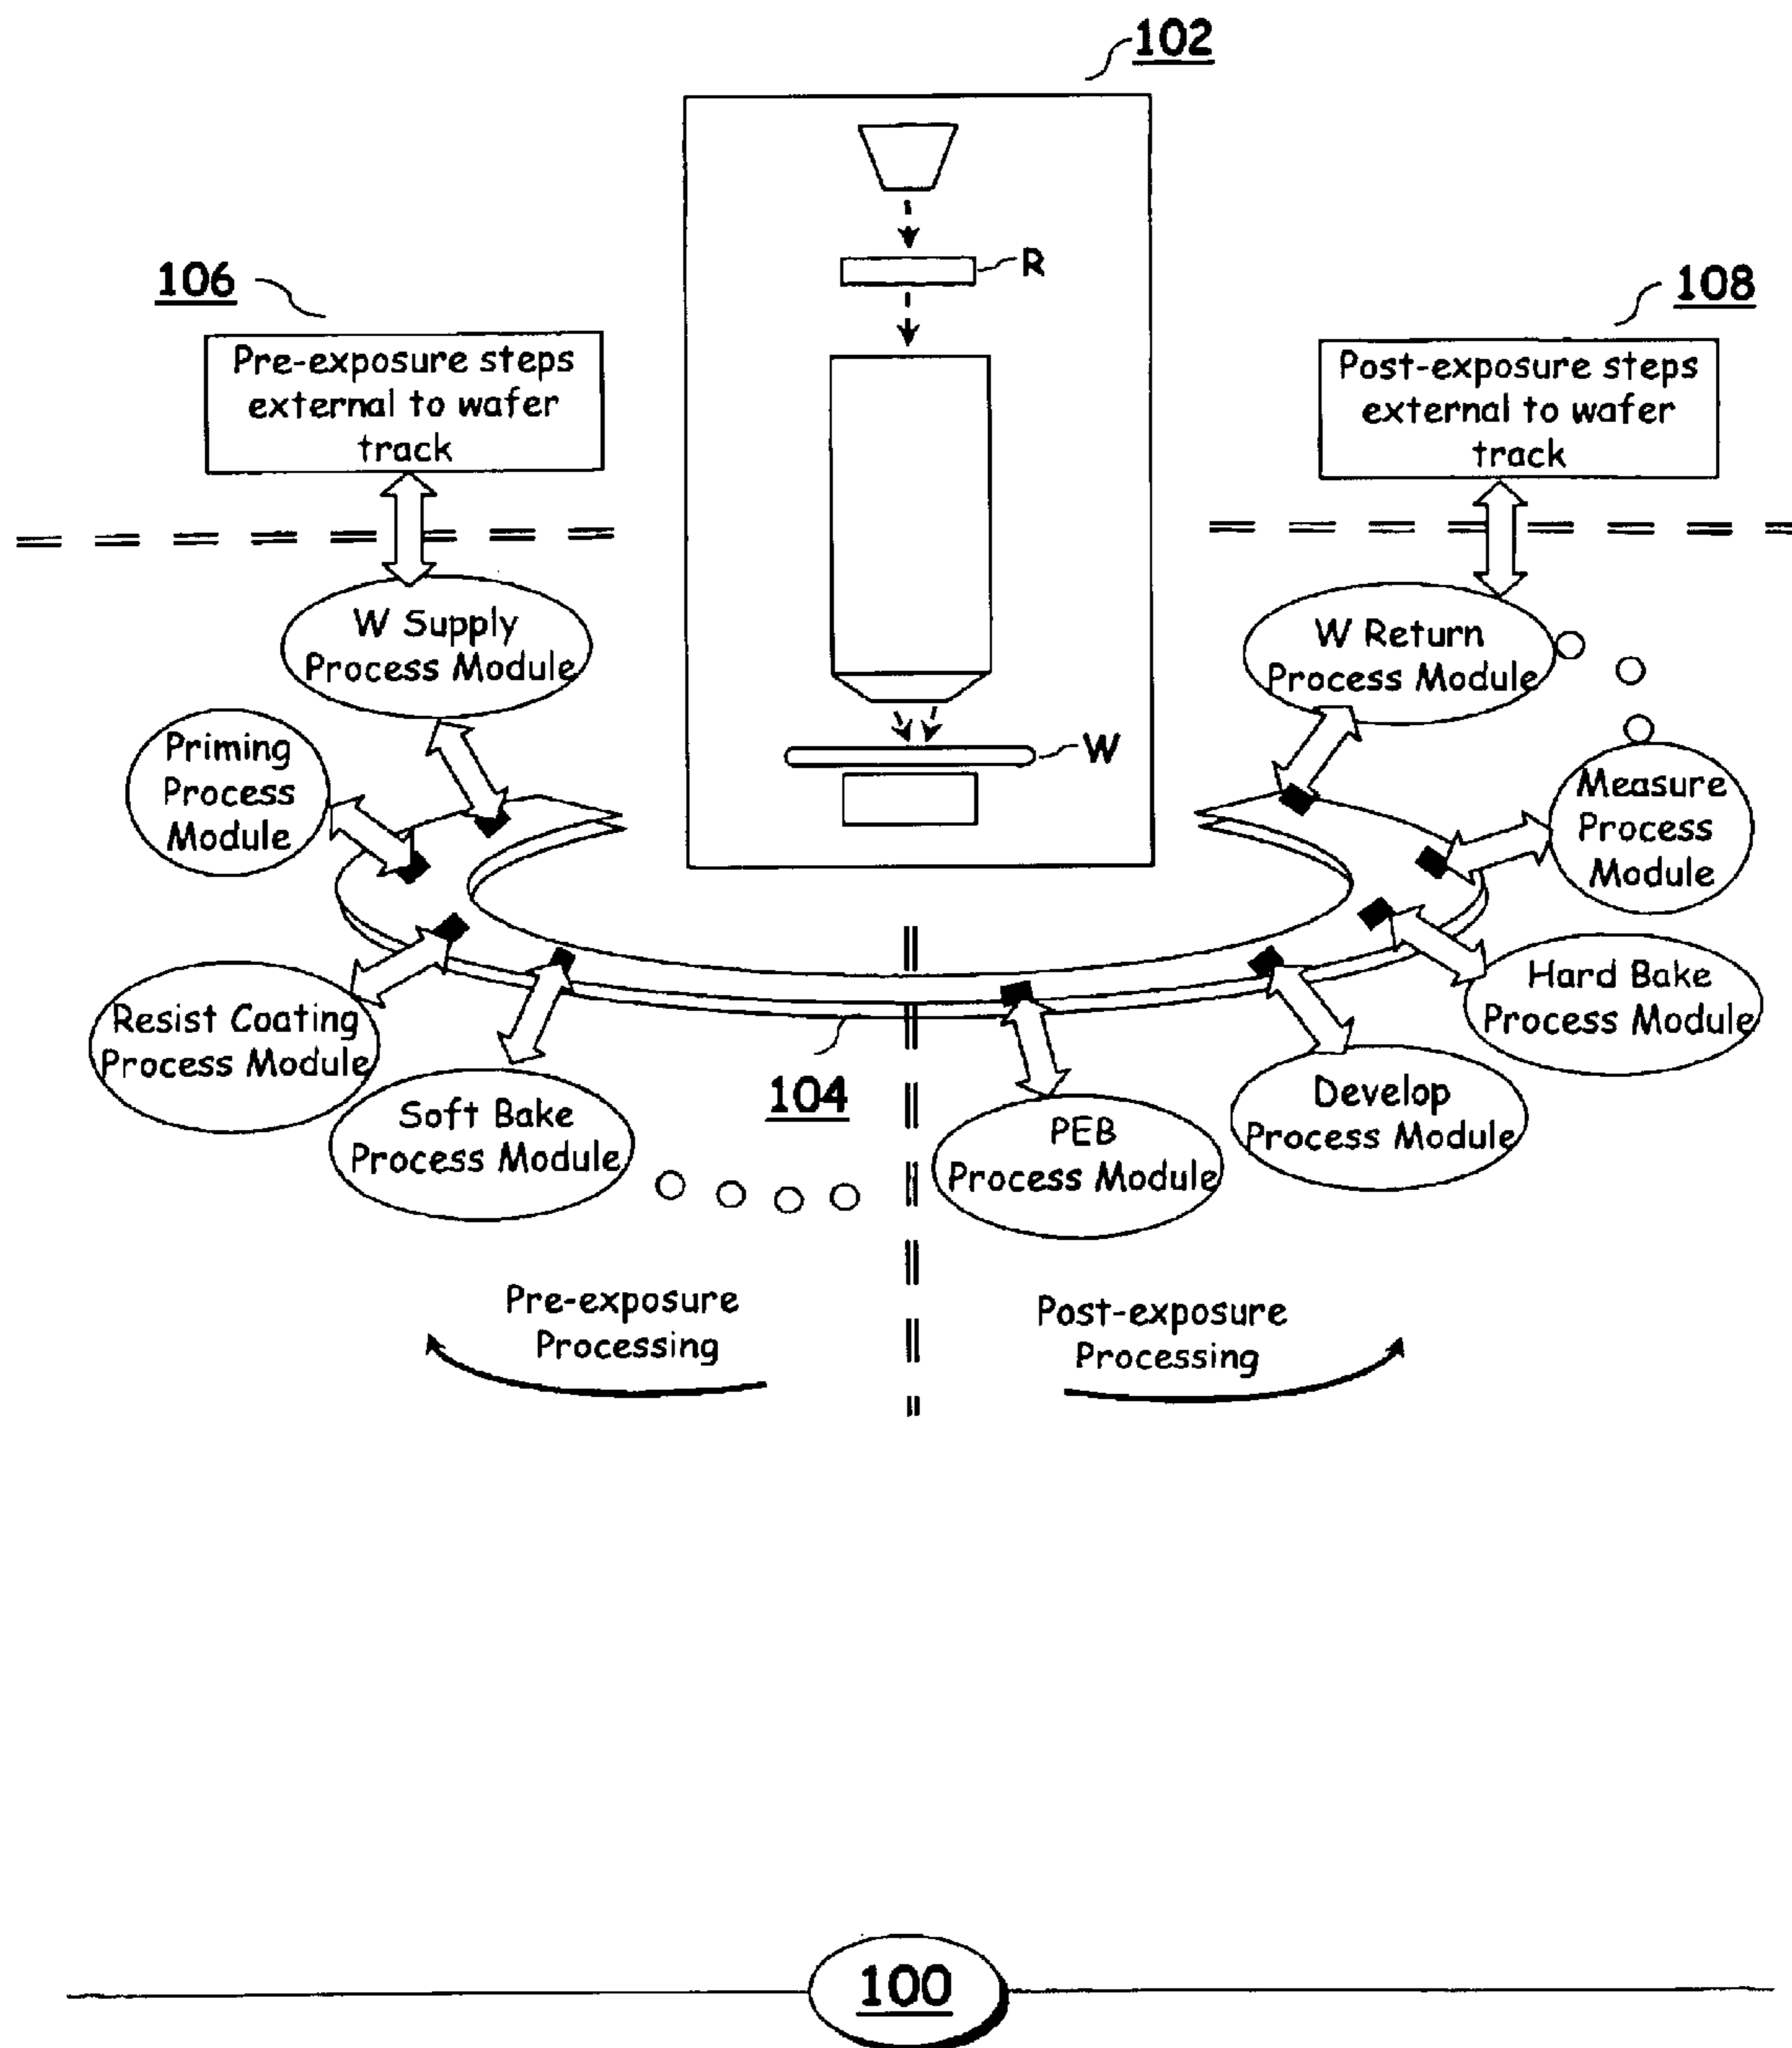 102
R
106
108
Pre-exposure steps
external to wafer
track
Post-exposure steps
external to wafer
track
W Supply
Process Module
W Return
Process Module
W
Priming
Process
Module
Measure
Process
Module
Resist Coating
Process Module
Hard Bake
Process Module
Soft Bake
Process Module
104
PEB
Process Module
Develop
Process Module
Pre-exposure
Processing
Post-exposure
Processing
100